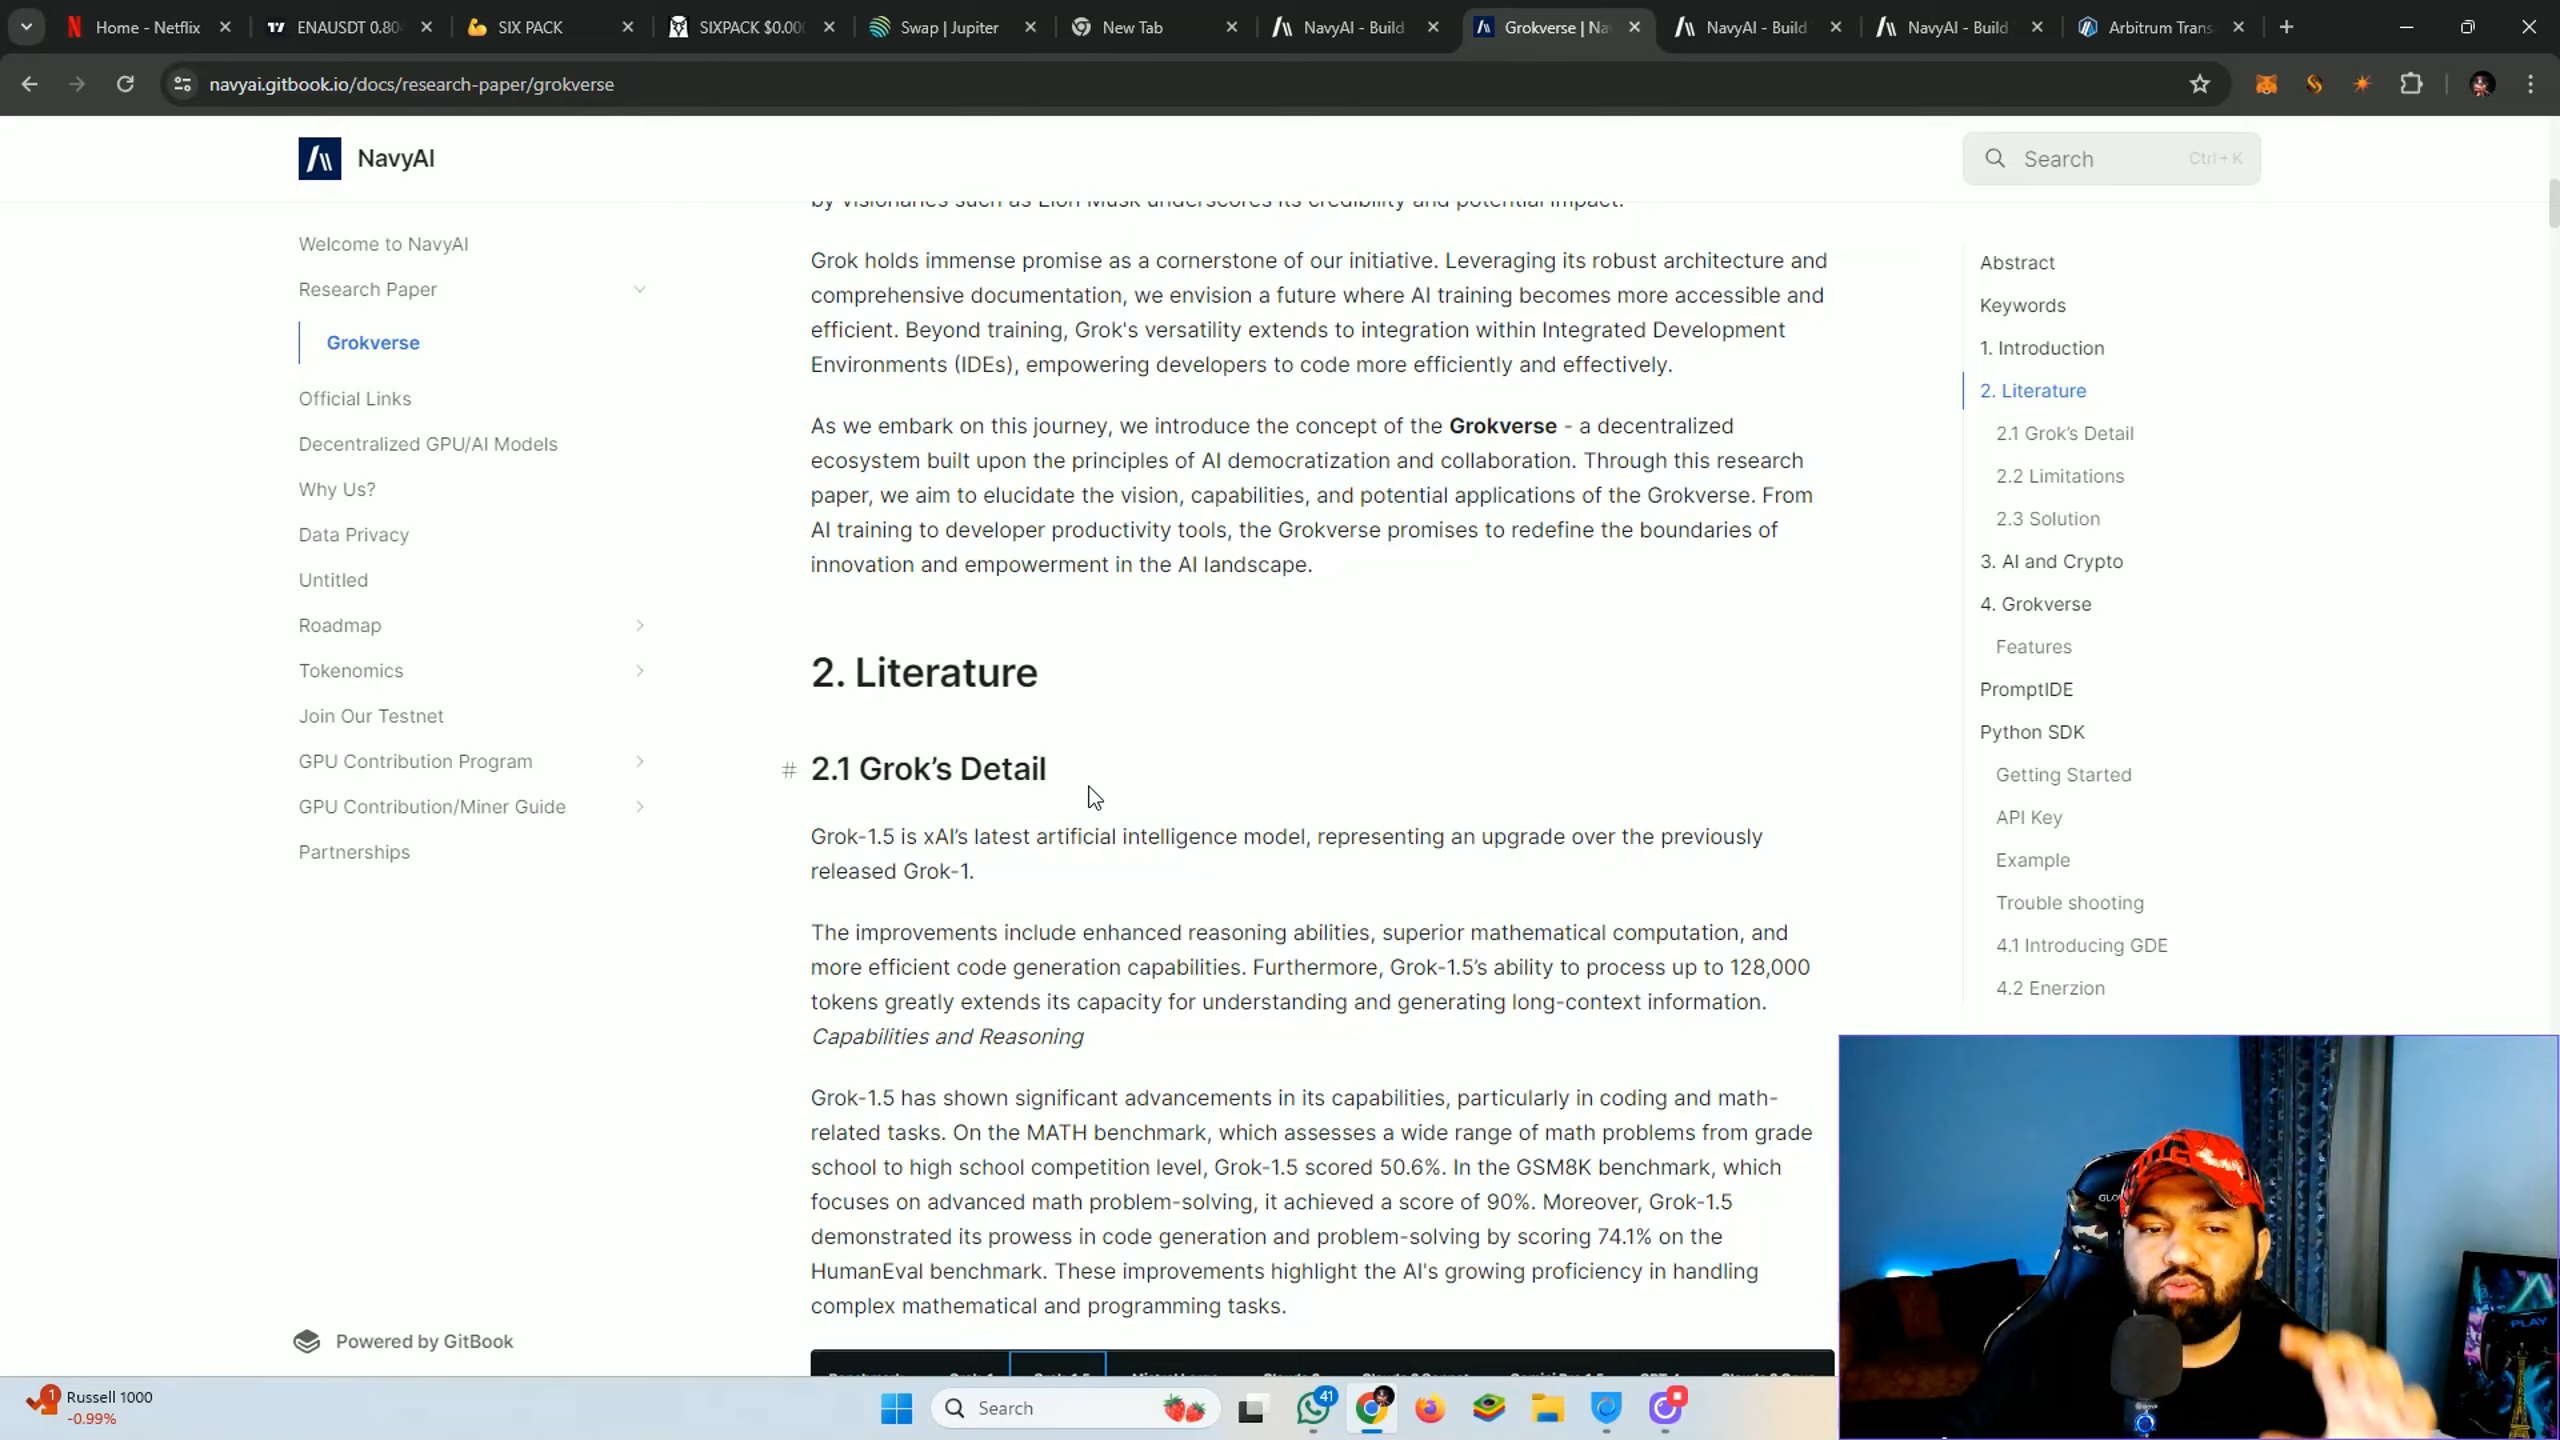 Home - Netflix
ENAUSDT 0.80
SIX PACK
SIXPACK $0.00
Swap | Jupiter
New Tab
NavyAI - Build
Grokverse | Na
NavyAI - Build
NavyAI - Build
Arbitrum Trans
navyai.gitbook.io/docs/research-paper/grokverse
NavyAI
Search
Ctrl + K
Welcome to NavyAI
Research Paper
Grokverse
Official Links
Decentralized GPU/AI Models
Why Us?
Data Privacy
Untitled
Roadmap
Tokenomics
Join Our Testnet
GPU Contribution Program
GPU Contribution/Miner Guide
Partnerships
Powered by GitBook
by visionaries such as Elon Musk underscores its credibility and potential impact.
Grok holds immense promise as a cornerstone of our initiative. Leveraging its robust architecture and
comprehensive documentation, we envision a future where AI training becomes more accessible and
efficient. Beyond training, Grok's versatility extends to integration within Integrated Development
Environments (IDEs), empowering developers to code more efficiently and effectively.
As we embark on this journey, we introduce the concept of the Grokverse - a decentralized
ecosystem built upon the principles of AI democratization and collaboration. Through this research
paper, we aim to elucidate the vision, capabilities, and potential applications of the Grokverse. From
AI training to developer productivity tools, the Grokverse promises to redefine the boundaries of
innovation and empowerment in the AI landscape.
2. Literature
# 2.1 Grok’s Detail
Grok-1.5 is xAI’s latest artificial intelligence model, representing an upgrade over the previously
released Grok-1.
The improvements include enhanced reasoning abilities, superior mathematical computation, and
more efficient code generation capabilities. Furthermore, Grok-1.5’s ability to process up to 128,000
tokens greatly extends its capacity for understanding and generating long-context information.
Capabilities and Reasoning
Grok-1.5 has shown significant advancements in its capabilities, particularly in coding and math-
related tasks. On the MATH benchmark, which assesses a wide range of math problems from grade
school to high school competition level, Grok-1.5 scored 50.6%. In the GSM8K benchmark, which
focuses on advanced math problem-solving, it achieved a score of 90%. Moreover, Grok-1.5
demonstrated its prowess in code generation and problem-solving by scoring 74.1% on the
HumanEval benchmark. These improvements highlight the AI's growing proficiency in handling
complex mathematical and programming tasks.
Abstract
Keywords
1. Introduction
2. Literature
2.1 Grok’s Detail
2.2 Limitations
2.3 Solution
3. AI and Crypto
4. Grokverse
Features
PromptIDE
Python SDK
Getting Started
API Key
Example
Trouble shooting
4.1 Introducing GDE
4.2 Enerzion
PLAY
1
Russell 1000
-0.99%
Search
41